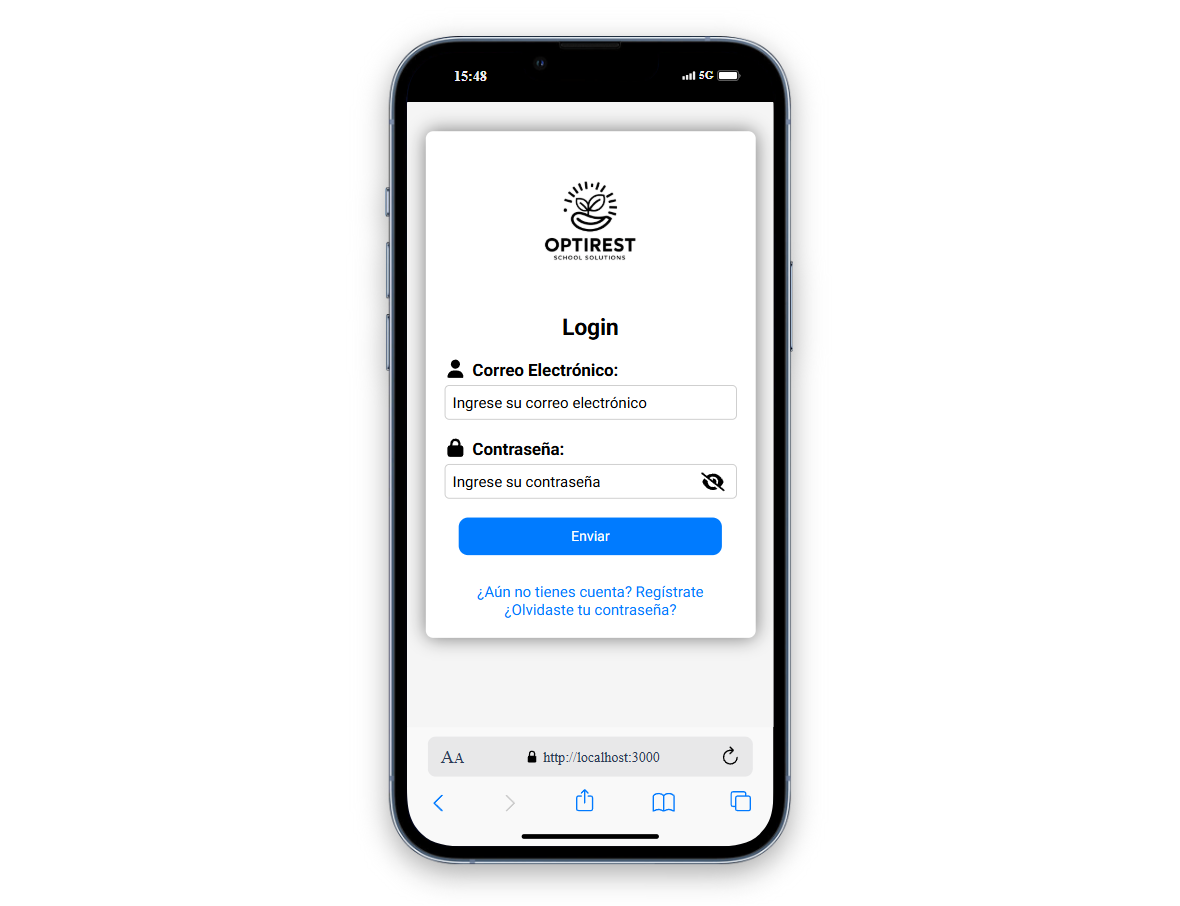 15:48
5G
OPTIREST
SCHOOL SOLUTIONS
Login
Correo Electrónico:
Ingrese su correo electrónico
Contraseña:
Ingrese su contraseña
Enviar
¿Aún no tienes cuenta? Regístrate
¿Olvidaste tu contraseña?
AA http://localhost:3000